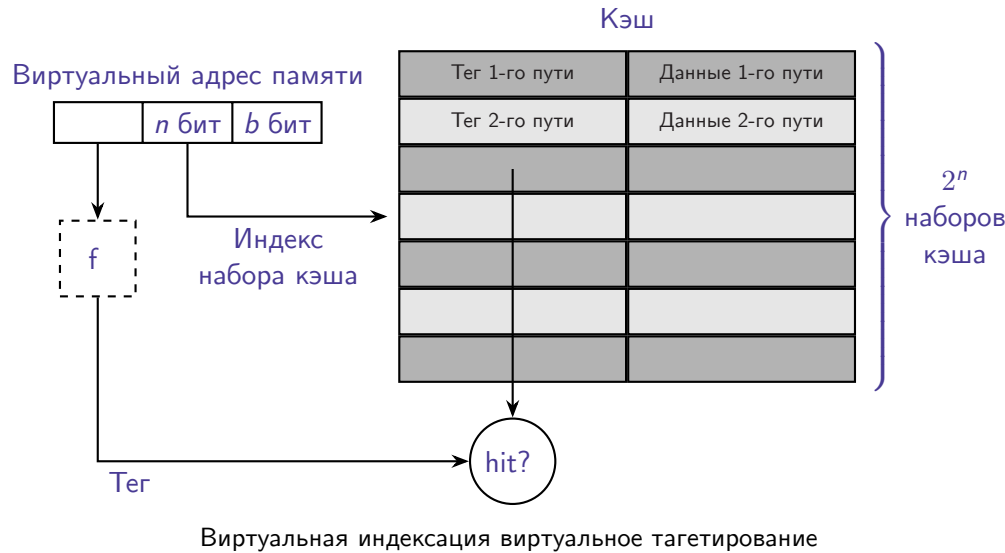 Кэш
Виртуальный адрес памяти
n бит b бит
Тег 1-го пути Данные 1-го пути
Тег 2-го пути Данные 2-го пути
2ⁿ
наборов
кэша
f
Индекс
набора кэша
hit?
Тег
Виртуальная индексация виртуальное тагетирование